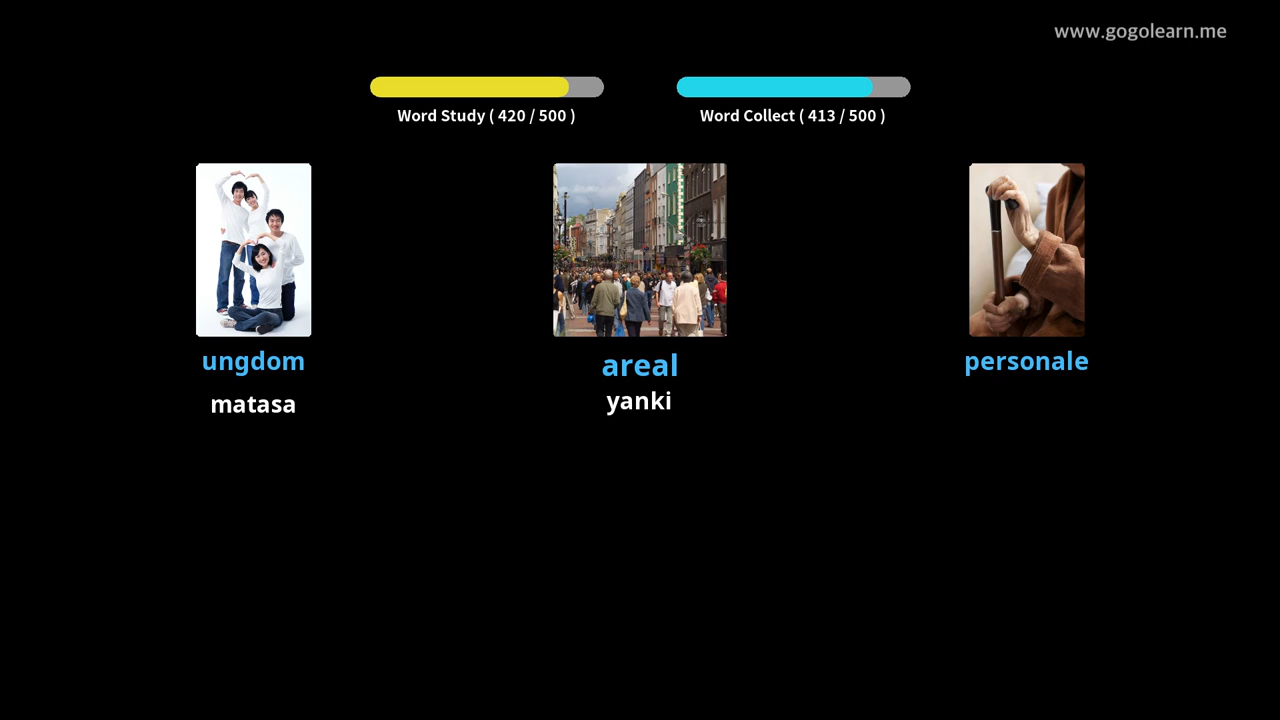 www.gogolearn.me
Word Study ( 420 / 500 )
Word Collect ( 413 / 500 )
ungdom
matasa
areal
yanki
personale